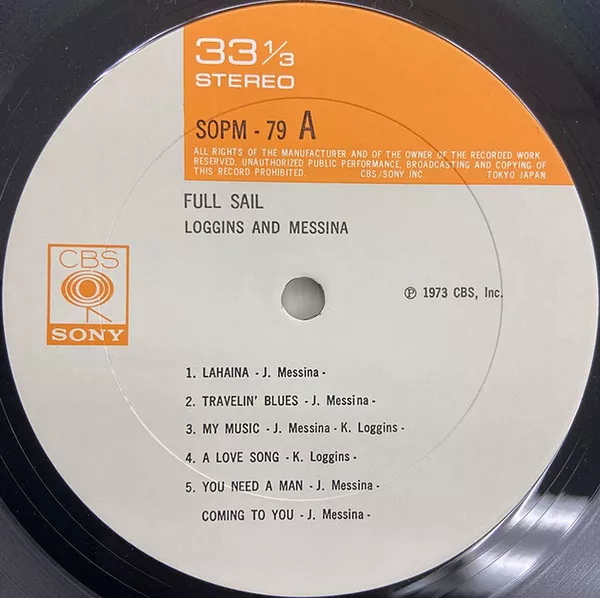 33 1/3
STEREO
SOPM - 79 A
ALL RIGHTS OF THE MANUFACTURER AND OF THE OWNER OF THE RECORDED WORK
RESERVED. UNAUTHORIZED PUBLIC PERFORMANCE, BROADCASTING AND COPYING OF
THIS RECORD PROHIBITED. CBS/SONY INC. TOKYO JAPAN.
FULL SAIL
LOGGINS AND MESSINA
CBS
SONY
℗ 1973 CBS, Inc.
1. LAHAINA - J. Messina -
2. TRAVELIN' BLUES - J. Messina -
3. MY MUSIC - J. Messina - K. Loggins -
4. A LOVE SONG - K. Loggins -
5. YOU NEED A MAN - J. Messina -
COMING TO YOU - J. Messina -